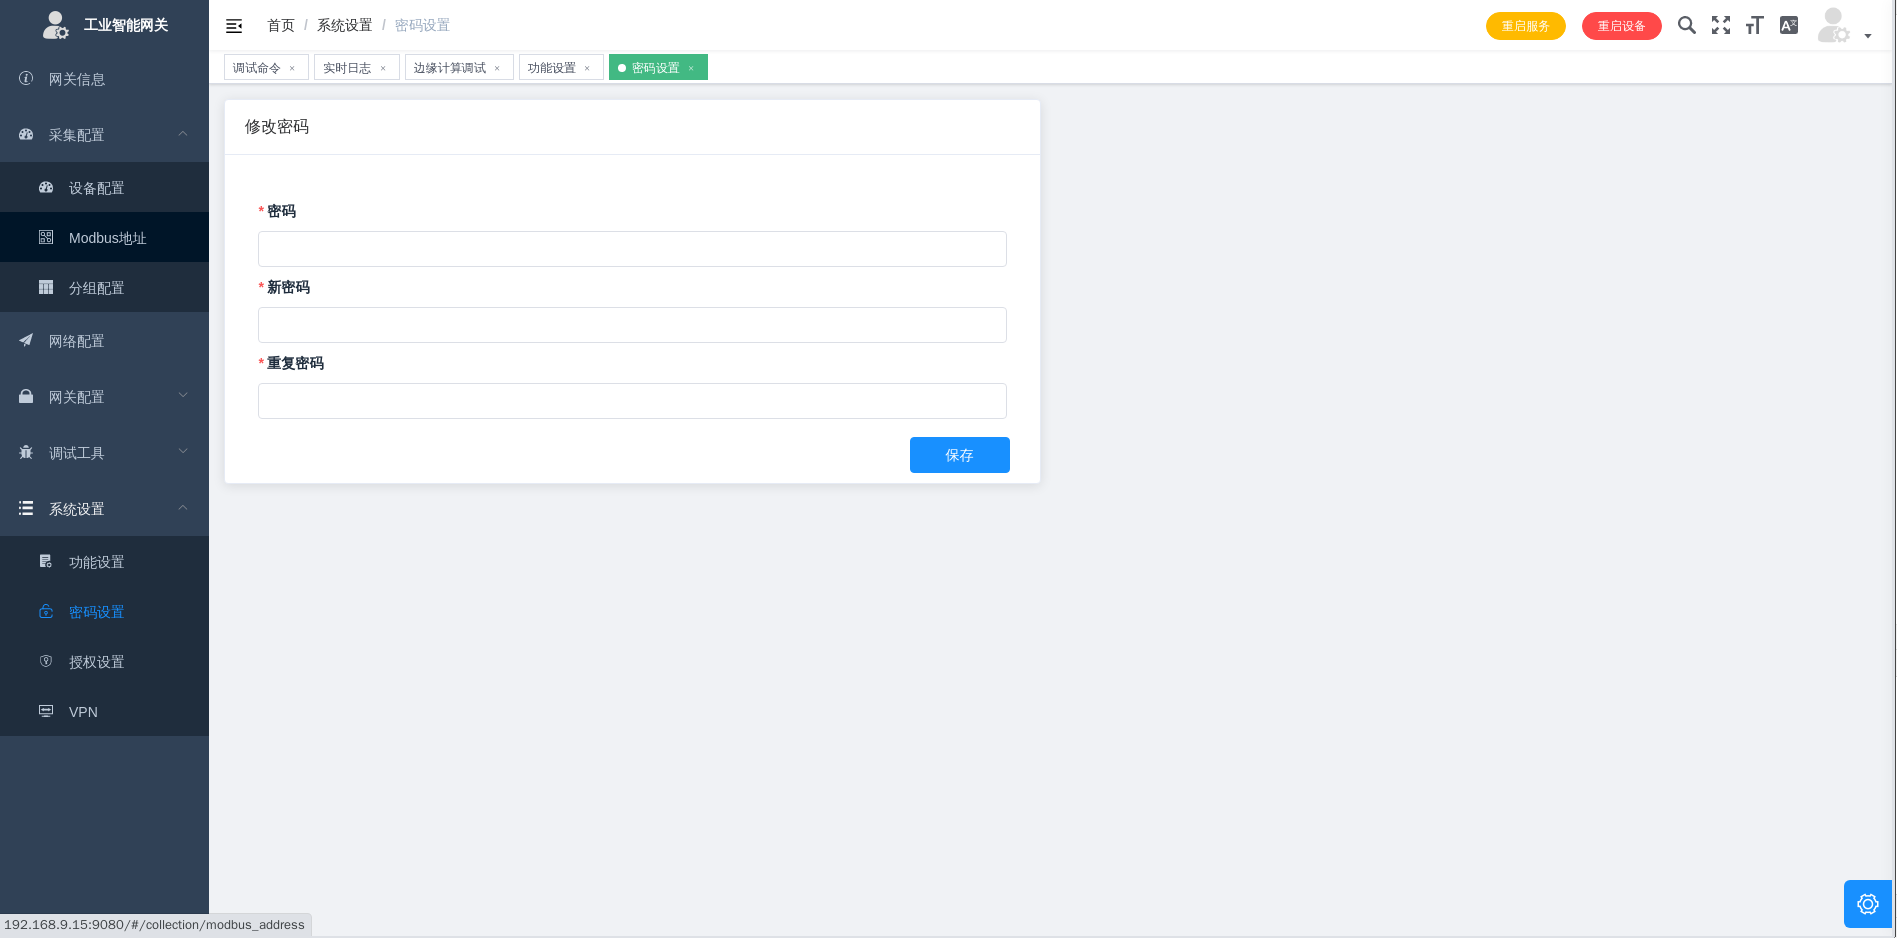 工业智能网关
首页 / 系统设置 / 密码设置
重启服务
重启设备
调试命令 ×
实时日志 ×
边缘计算调试 ×
功能设置 ×
密码设置 ×
网关信息
采集配置
设备配置
Modbus地址
分组配置
网络配置
网关配置
调试工具
系统设置
功能设置
密码设置
授权设置
VPN
修改密码
* 密码
* 新密码
* 重复密码
保存
192.168.9.15:9080/#/collection/modbus_address